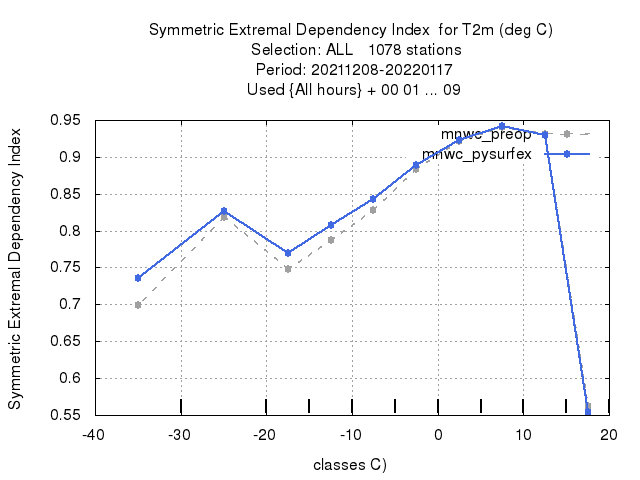 Symmetric Extremal Dependency Index  for T2m (deg C)
Selection: ALL   1078 stations
Period: 20211208-20220117
Used {All hours} + 00 01 ... 09
Symmetric Extremal Dependency Index
0.95
0.9
0.85
0.8
0.75
0.7
0.65
0.6
0.55
mnwc_preop
mnwc_pysurfex
-40 -30 -20 -10 0 10 20
classes C)